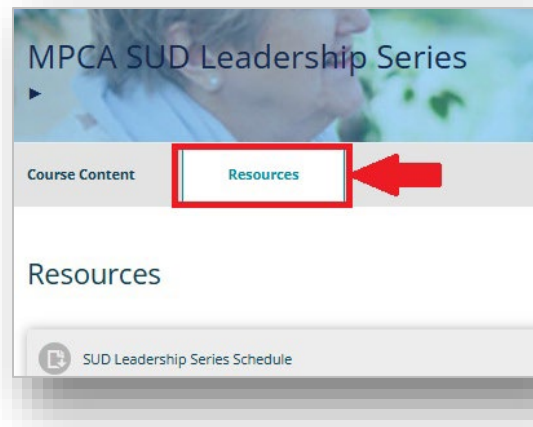 MPCA SUD Leadership Series
Course Content
Resources
Resources
SUD Leadership Series Schedule